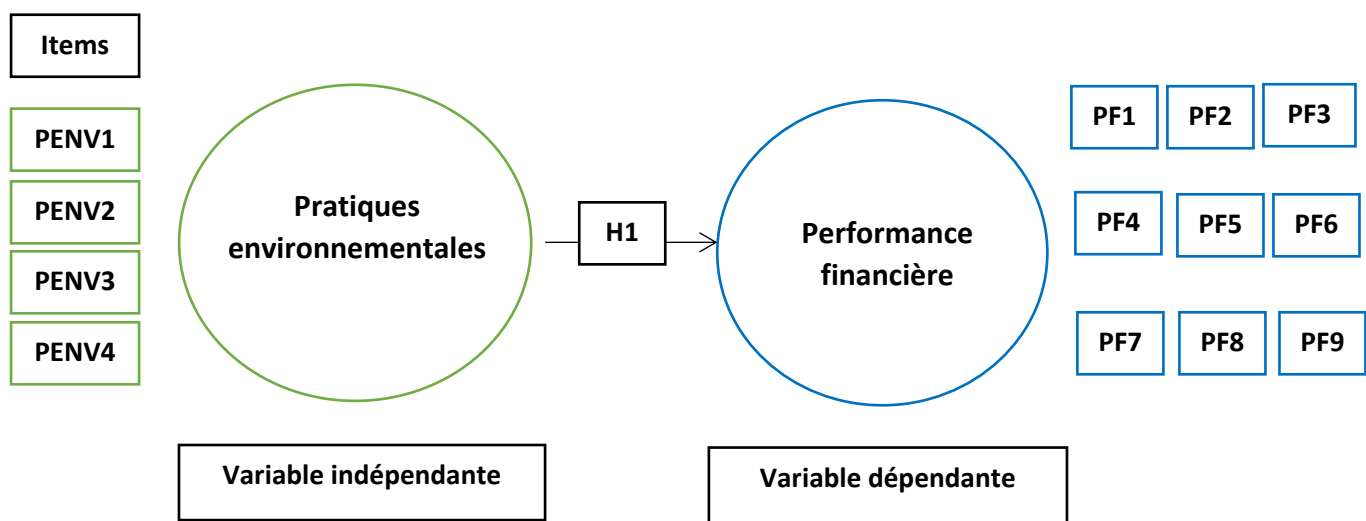 Items
PENV1
PENV2
PENV3
PENV4
Pratiques
environnementales
H1
Performance
financière
PF1 PF2 PF3
PF4 PF5 PF6
PF7 PF8 PF9
Variable indépendante
Variable dépendante